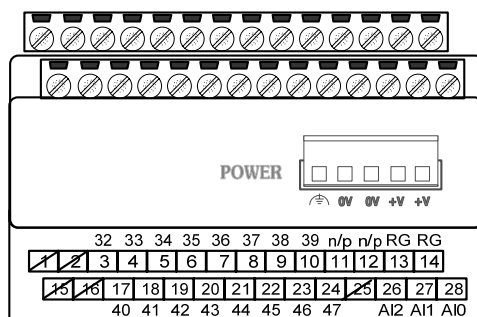 POWER
0V 0V +V +V
32 33 34 35 36 37 38 39 n/p n/p RG RG
1 2 3 4 5 6 7 8 9 10 11 12 13 14
15 16 17 18 19 20 21 22 23 24 25 26 27 28
40 41 42 43 44 45 46 47 AI2 AI1 AI0